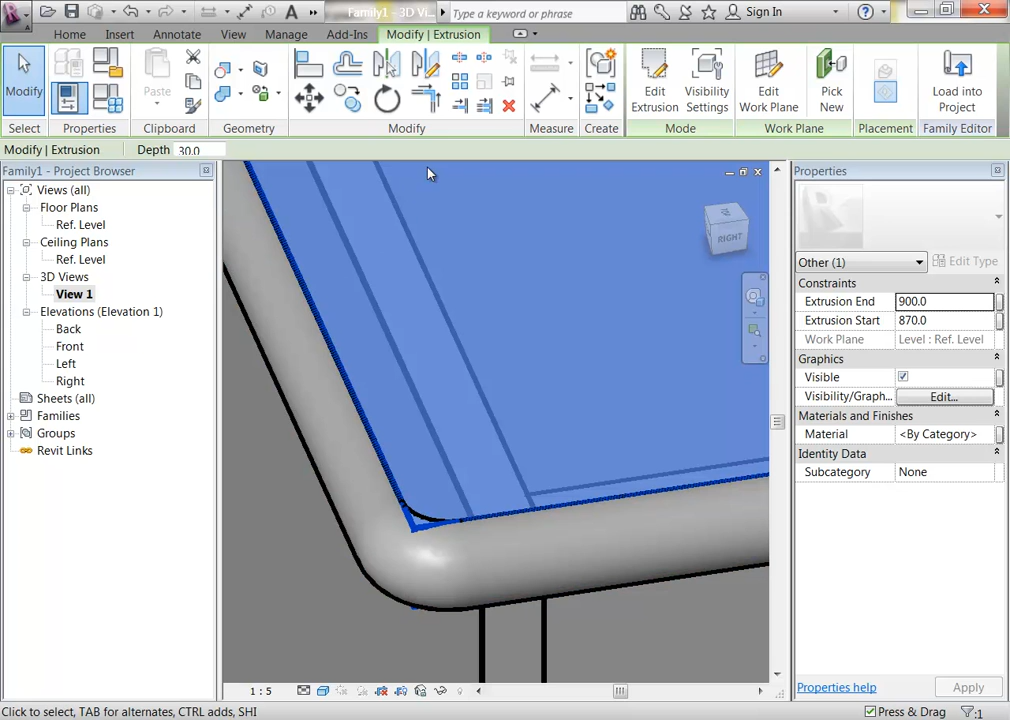 Family1 - 3D Vi...
Type a keyword or phrase
Sign In
Home Insert Annotate View Manage Add-Ins Modify | Extrusion
Modify
Paste
Edit Extrusion
Visibility Settings
Edit Work Plane
Pick New
Load into Project
Select Properties Clipboard Geometry Modify Measure Create Mode Work Plane Placement Family Editor
Modify | Extrusion Depth 30.0
Family1 - Project Browser
Views (all)
Floor Plans
Ref. Level
Ceiling Plans
Ref. Level
3D Views
View 1
Elevations (Elevation 1)
Back
Front
Left
Right
Sheets (all)
Families
Groups
Revit Links
RIGHT
1 : 5
Properties
Other (1) Edit Type
Constraints
Extrusion End 900.0
Extrusion Start 870.0
Work Plane Level : Ref. Level
Graphics
Visible
Visibility/Graph... Edit...
Materials and Finishes
Material <By Category>
Identity Data
Subcategory None
Properties help Apply
Click to select, TAB for alternates, CTRL adds, SHI
Press & Drag :1